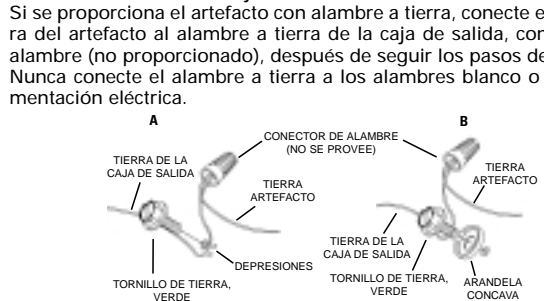 Si se proporciona el artefacto con alambre a tierra, conecte e
ra del artefacto al alambre a tierra de la caja de salida, con
alambre (no proporcionado), después de seguir los pasos de
Nunca conecte el alambre a tierra a los alambres blanco o
mentación eléctrica.
A
B
CONECTOR DE ALAMBRE
(NO SE PROVEE)
TIERRA DE LA
CAJA DE SALIDA
TIERRA
ARTEFACTO
TIERRA
ARTEFACTO
TIERRA DE LA
CAJA DE SALIDA
DEPRESIONES
TORNILLO DE TIERRA,
VERDE
TORNILLO DE TIERRA,
VERDE
ARANDELA
CONCAVA